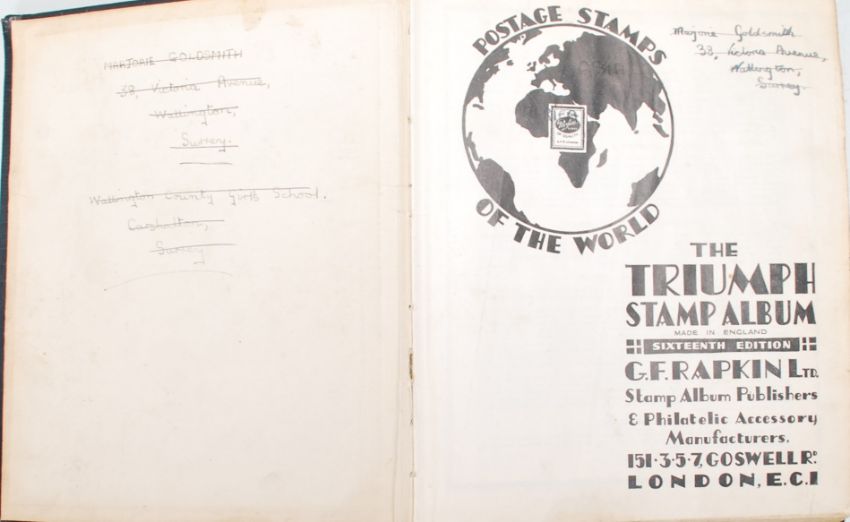 MARJORIE GOLDSMITH
38, Victoria Avenue,
Wallington,
Surrey.
Wallington County Girls School.
Carshalton,
Surrey
POSTAGE STAMPS
OF THE WORLD
Marjorie Goldsmith
38, Victoria Avenue,
Wallington,
Surrey.
THE
TRIUMPH
STAMP ALBUM
MADE IN ENGLAND
SIXTEENTH EDITION
G.F. RAPKIN LTD.
Stamp Album Publishers
& Philatelic Accessory
Manufacturers.
151·3·5·7, GOSWELL RD.
LONDON, E.C.1